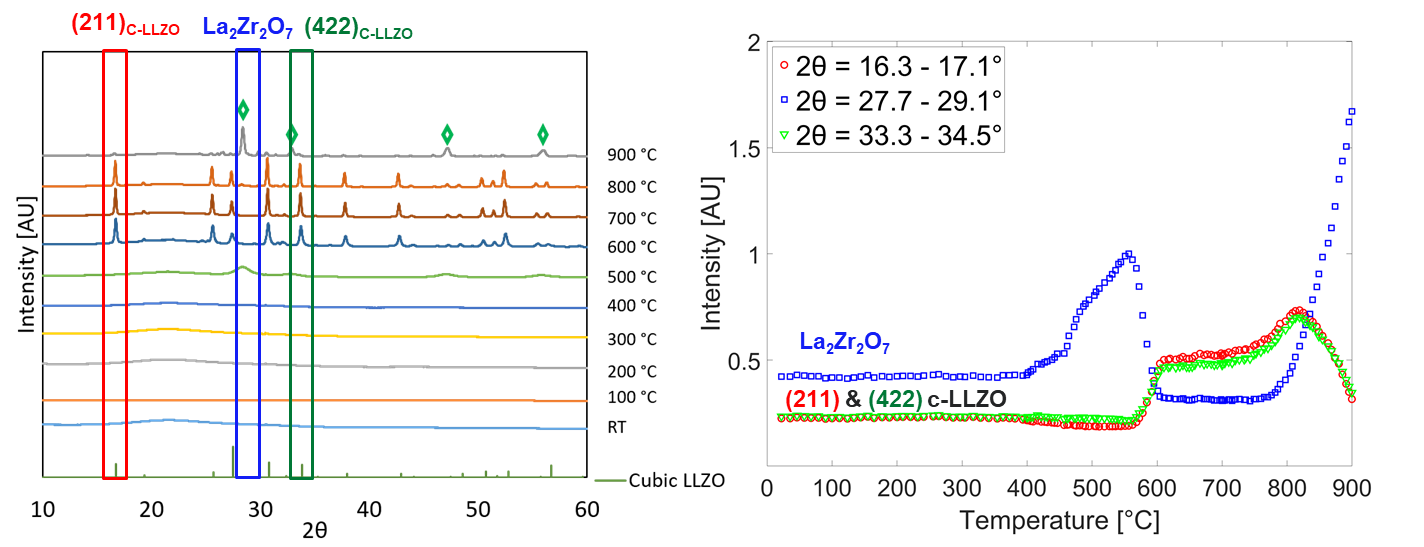 (211)C-LLZO La₂Zr₂O₇ (422)C-LLZO
Intensity [AU]
900 °C
800 °C
700 °C
600 °C
500 °C
400 °C
300 °C
200 °C
100 °C
RT
Cubic LLZO
10 20 30 40 50 60
2θ
2θ = 16.3 - 17.1°
2θ = 27.7 - 29.1°
2θ = 33.3 - 34.5°
2
1.5
1
0.5
Intensity [AU]
La₂Zr₂O₇
(211) & (422) c-LLZO
0 100 200 300 400 500 600 700 800 900
Temperature [°C]